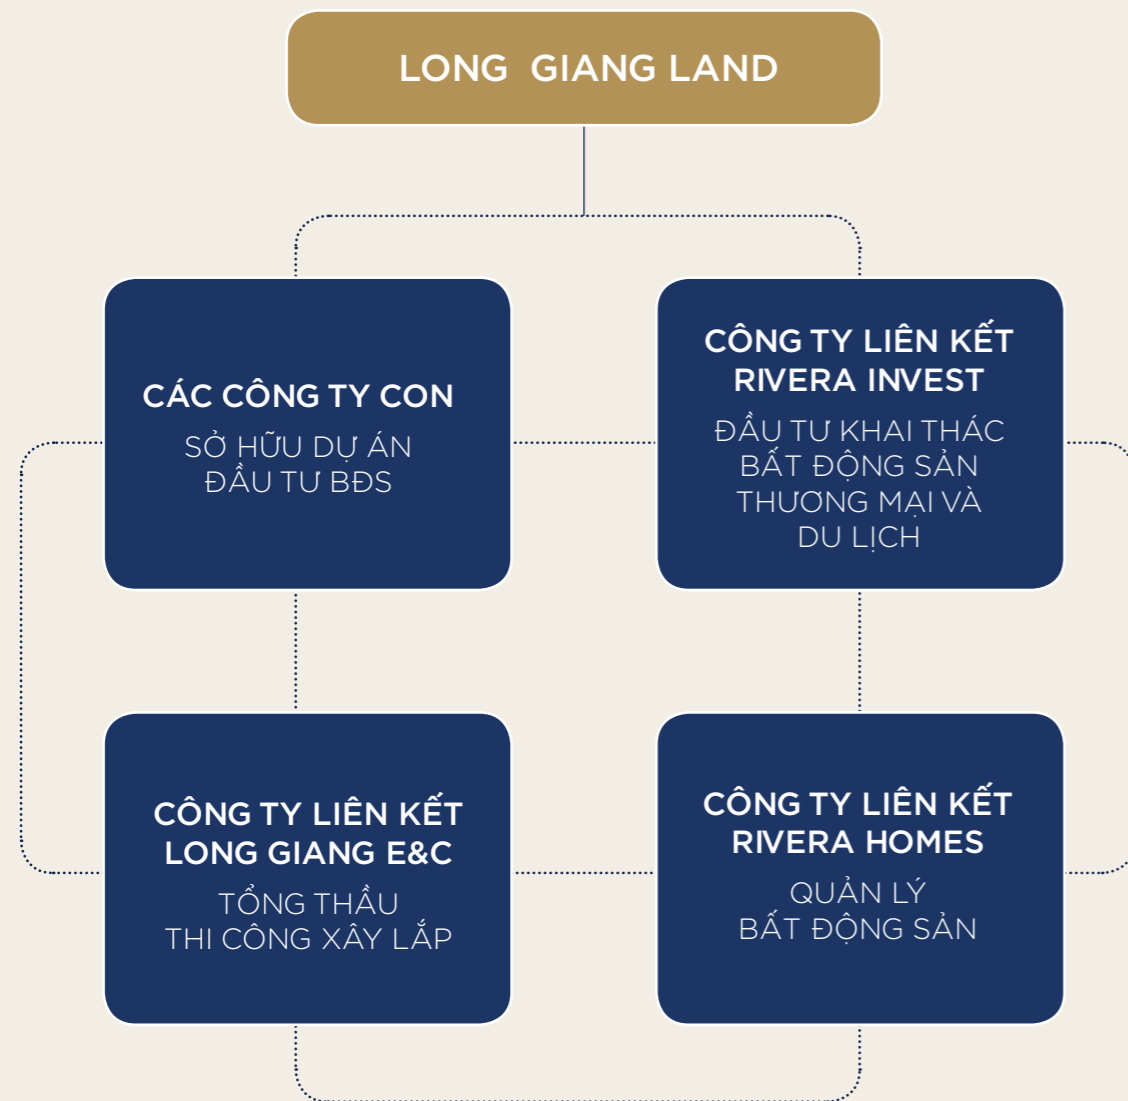 LONG GIANG LAND
CÁC CÔNG TY CON
SỞ HỮU DỰ ÁN
ĐẦU TƯ BĐS
CÔNG TY LIÊN KẾT
RIVERA INVEST
ĐẦU TƯ KHAI THÁC
BẤT ĐỘNG SẢN
THƯƠNG MẠI VÀ
DU LỊCH
CÔNG TY LIÊN KẾT
LONG GIANG E&C
TỔNG THẦU
THI CÔNG XÂY LẮP
CÔNG TY LIÊN KẾT
RIVERA HOMES
QUẢN LÝ
BẤT ĐỘNG SẢN